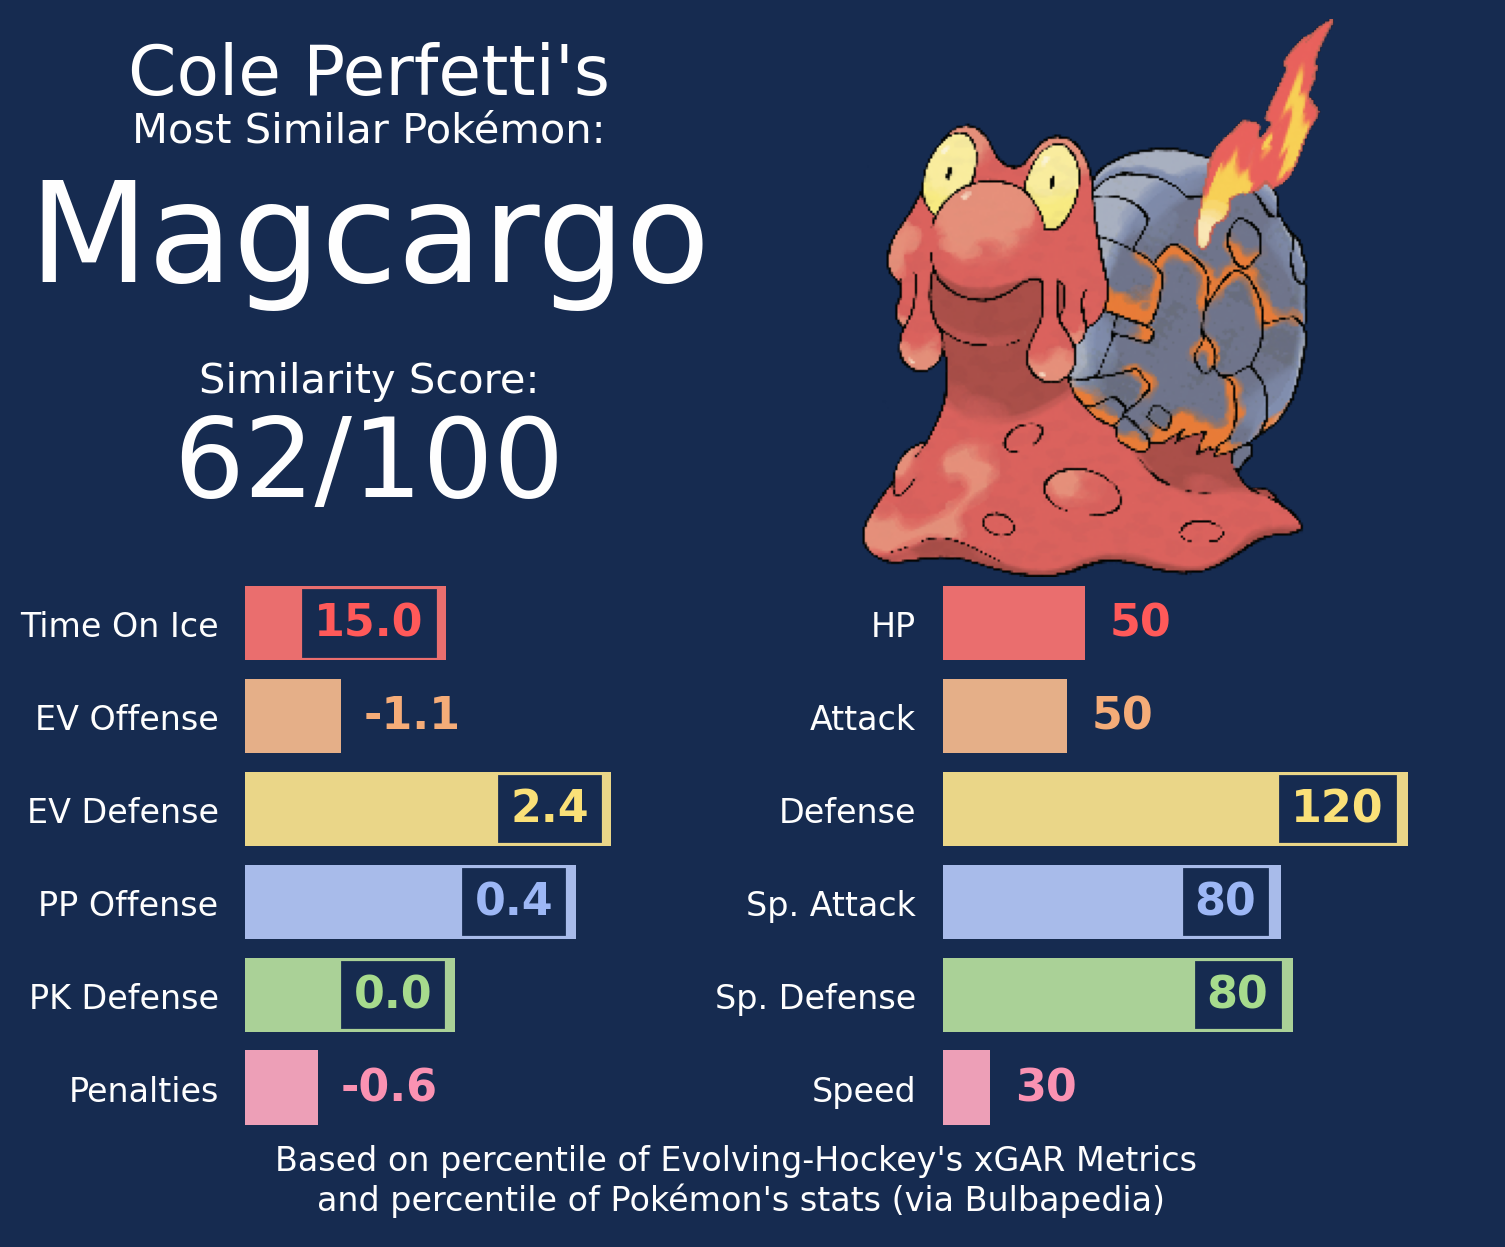 Cole Perfetti's
Most Similar Pokémon:
Magcargo
Similarity Score:
62/100
Time On Ice 15.0
EV Offense -1.1
EV Defense 2.4
PP Offense 0.4
PK Defense 0.0
Penalties -0.6
HP 50
Attack 50
Defense 120
Sp. Attack 80
Sp. Defense 80
Speed 30
Based on percentile of Evolving-Hockey's xGAR Metrics
and percentile of Pokémon's stats (via Bulbapedia)